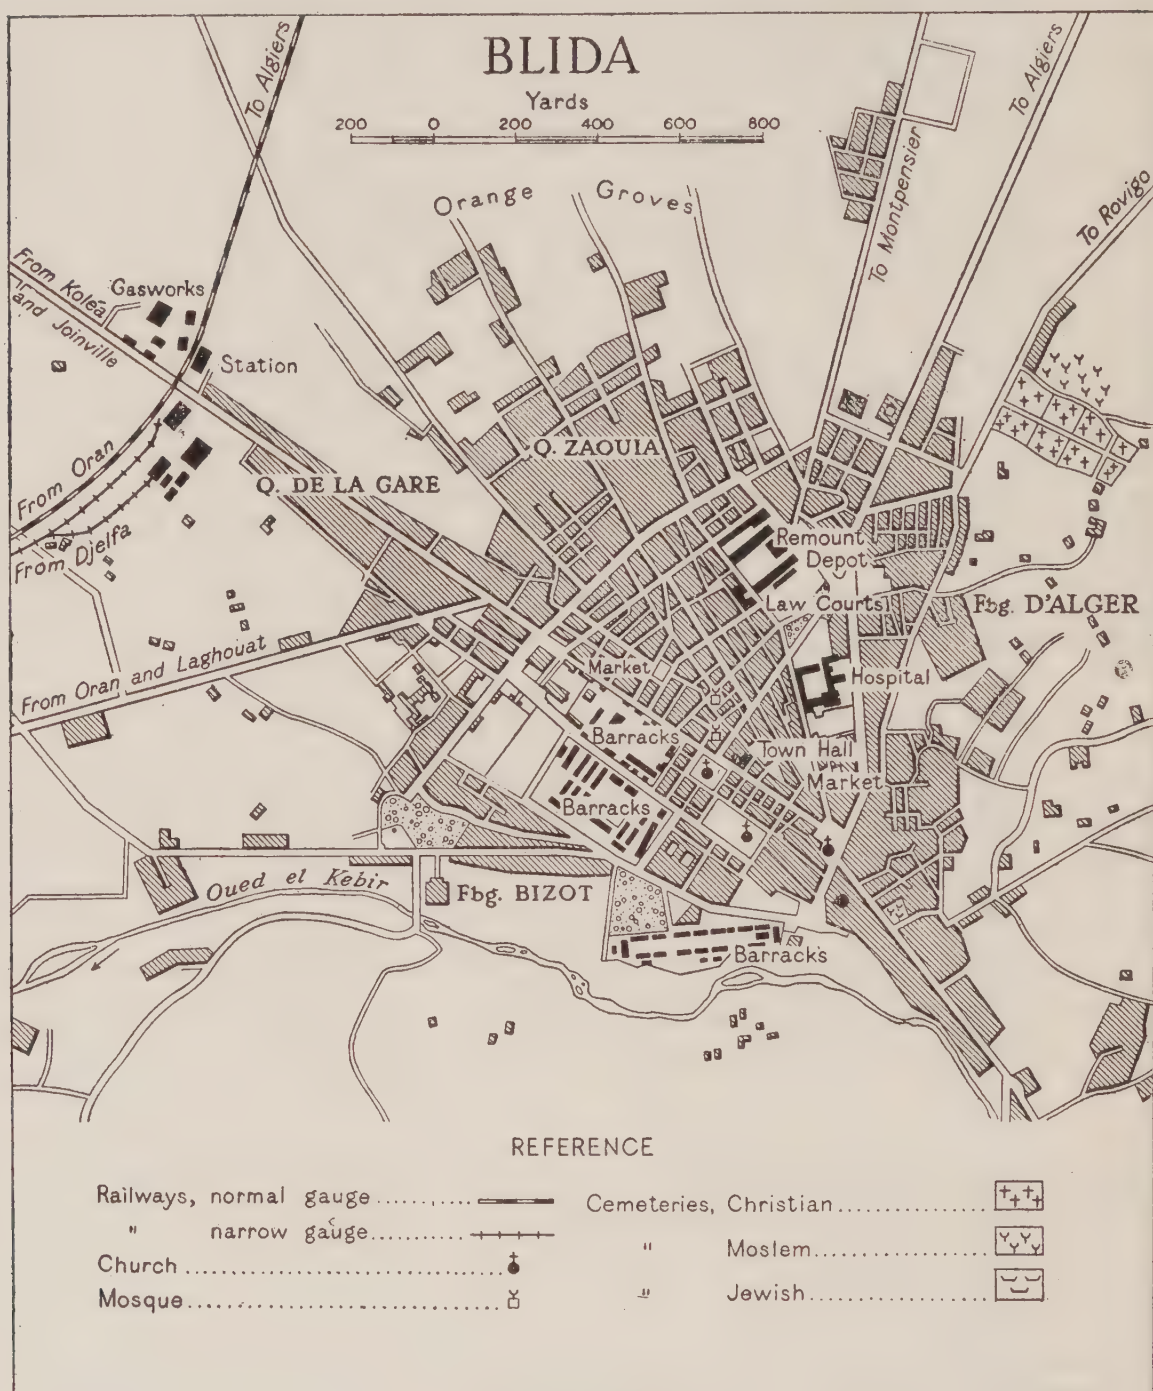 BLIDA
Yards
200 0 200 400 600 800
To Algiers
To Montpensier
To Algiers
To Rovigo
Orange Groves
From Koléa
and Joinville
Gasworks
Station
From Oran
From Djelfa
Q. DE LA GARE
Q. ZAOUIA
Remount
Depot
Law Courts
Fbg. D'ALGER
From Oran and Laghouat
Market
Hospital
Barracks
Town Hall
Market
Barracks
Oued el Kebir
Fbg. BIZOT
Barracks
REFERENCE
Railways, normal gauge
" narrow gauge
Church
Mosque
Cemeteries, Christian
" Moslem
" Jewish